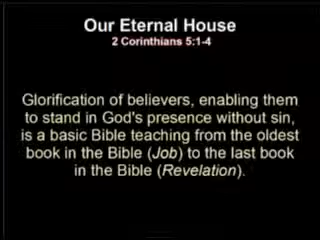 Our Eternal House
2 Corinthians 5:1-4
Glorification of believers, enabling them
to stand in God's presence without sin,
is a basic Bible teaching from the oldest
book in the Bible (Job) to the last book
in the Bible (Revelation).